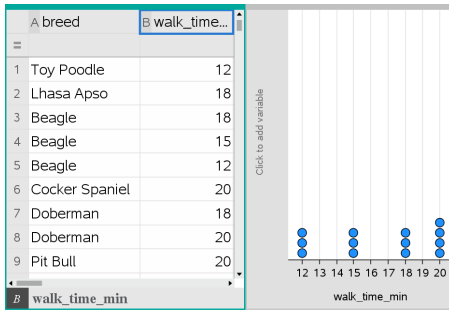 A breed B walk_time...
=
1 Toy Poodle 12
2 Lhasa Apso 18
3 Beagle 18
4 Beagle 15
5 Beagle 12
6 Cocker Spaniel 20
7 Doberman 18
8 Doberman 20
9 Pit Bull 20
B walk_time_min
Click to add variable
12 13 14 15 16 17 18 19 20
walk_time_min